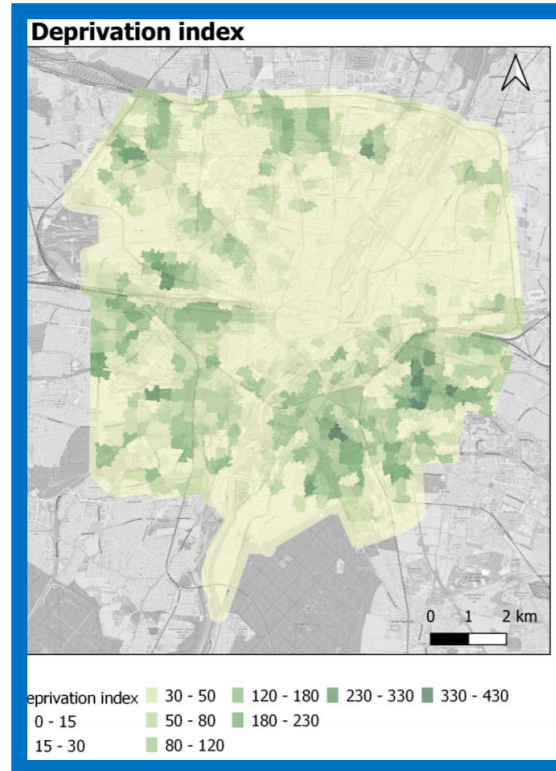 Deprivation index
0 1 2 km
eprivation index 30 - 50 120 - 180 230 - 330 330 - 430
0 - 15 50 - 80 180 - 230
15 - 30 80 - 120